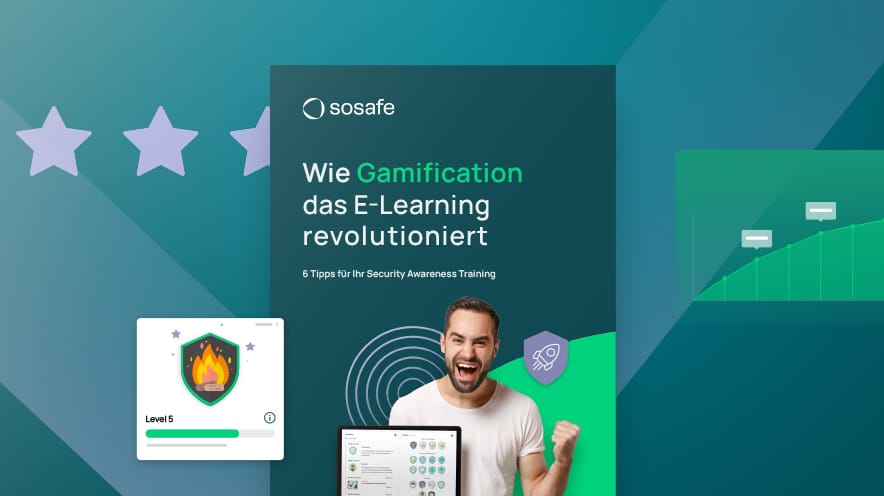 sosafe
Wie Gamification
das E-Learning
revolutioniert
6 Tipps für Ihr Security Awareness Training
Level 5